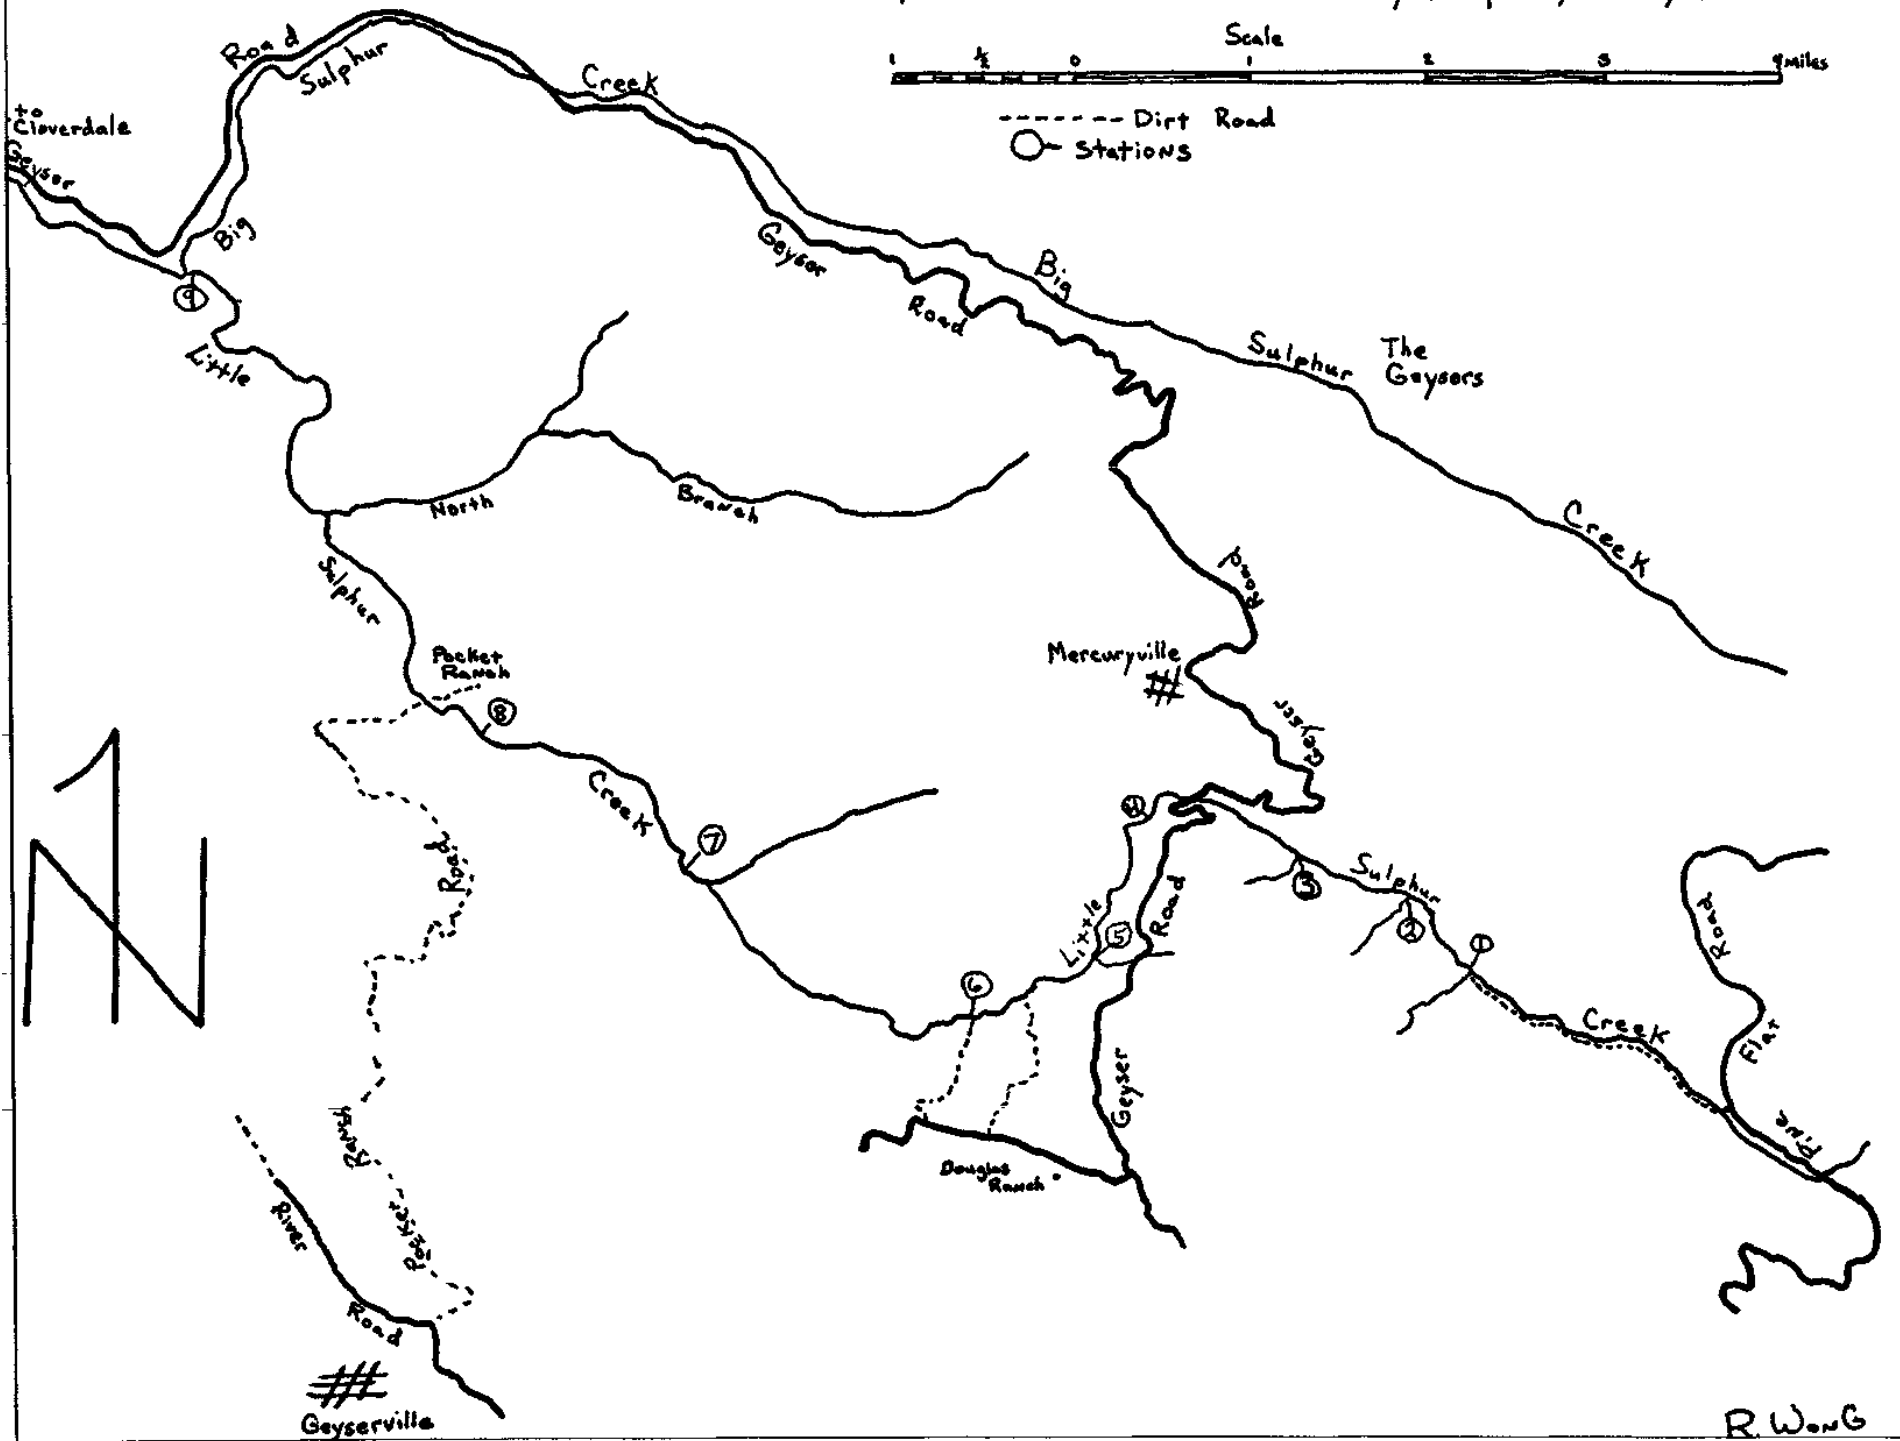 Scale
1 ½ 0 1 2 3 4 Miles
Dirt Road
Stations
to
Cloverdale
Geyser
Road
Sulphur
Creek
Big
9
Little
Geyser
Road
Big
Sulphur
The
Geysers
Creek
North
Branch
Sulphur
Road
Mercuryville
Geyser
Pocket
Ranch
8
Creek
7
4
3
Sulphur
2
1
Road
Little
5
Road
6
Creek
Flat
Pine
Geyser
Douglas
Ranch
Road
Ranch
Pocket
River
Road
Geyserville
N
R. WonG